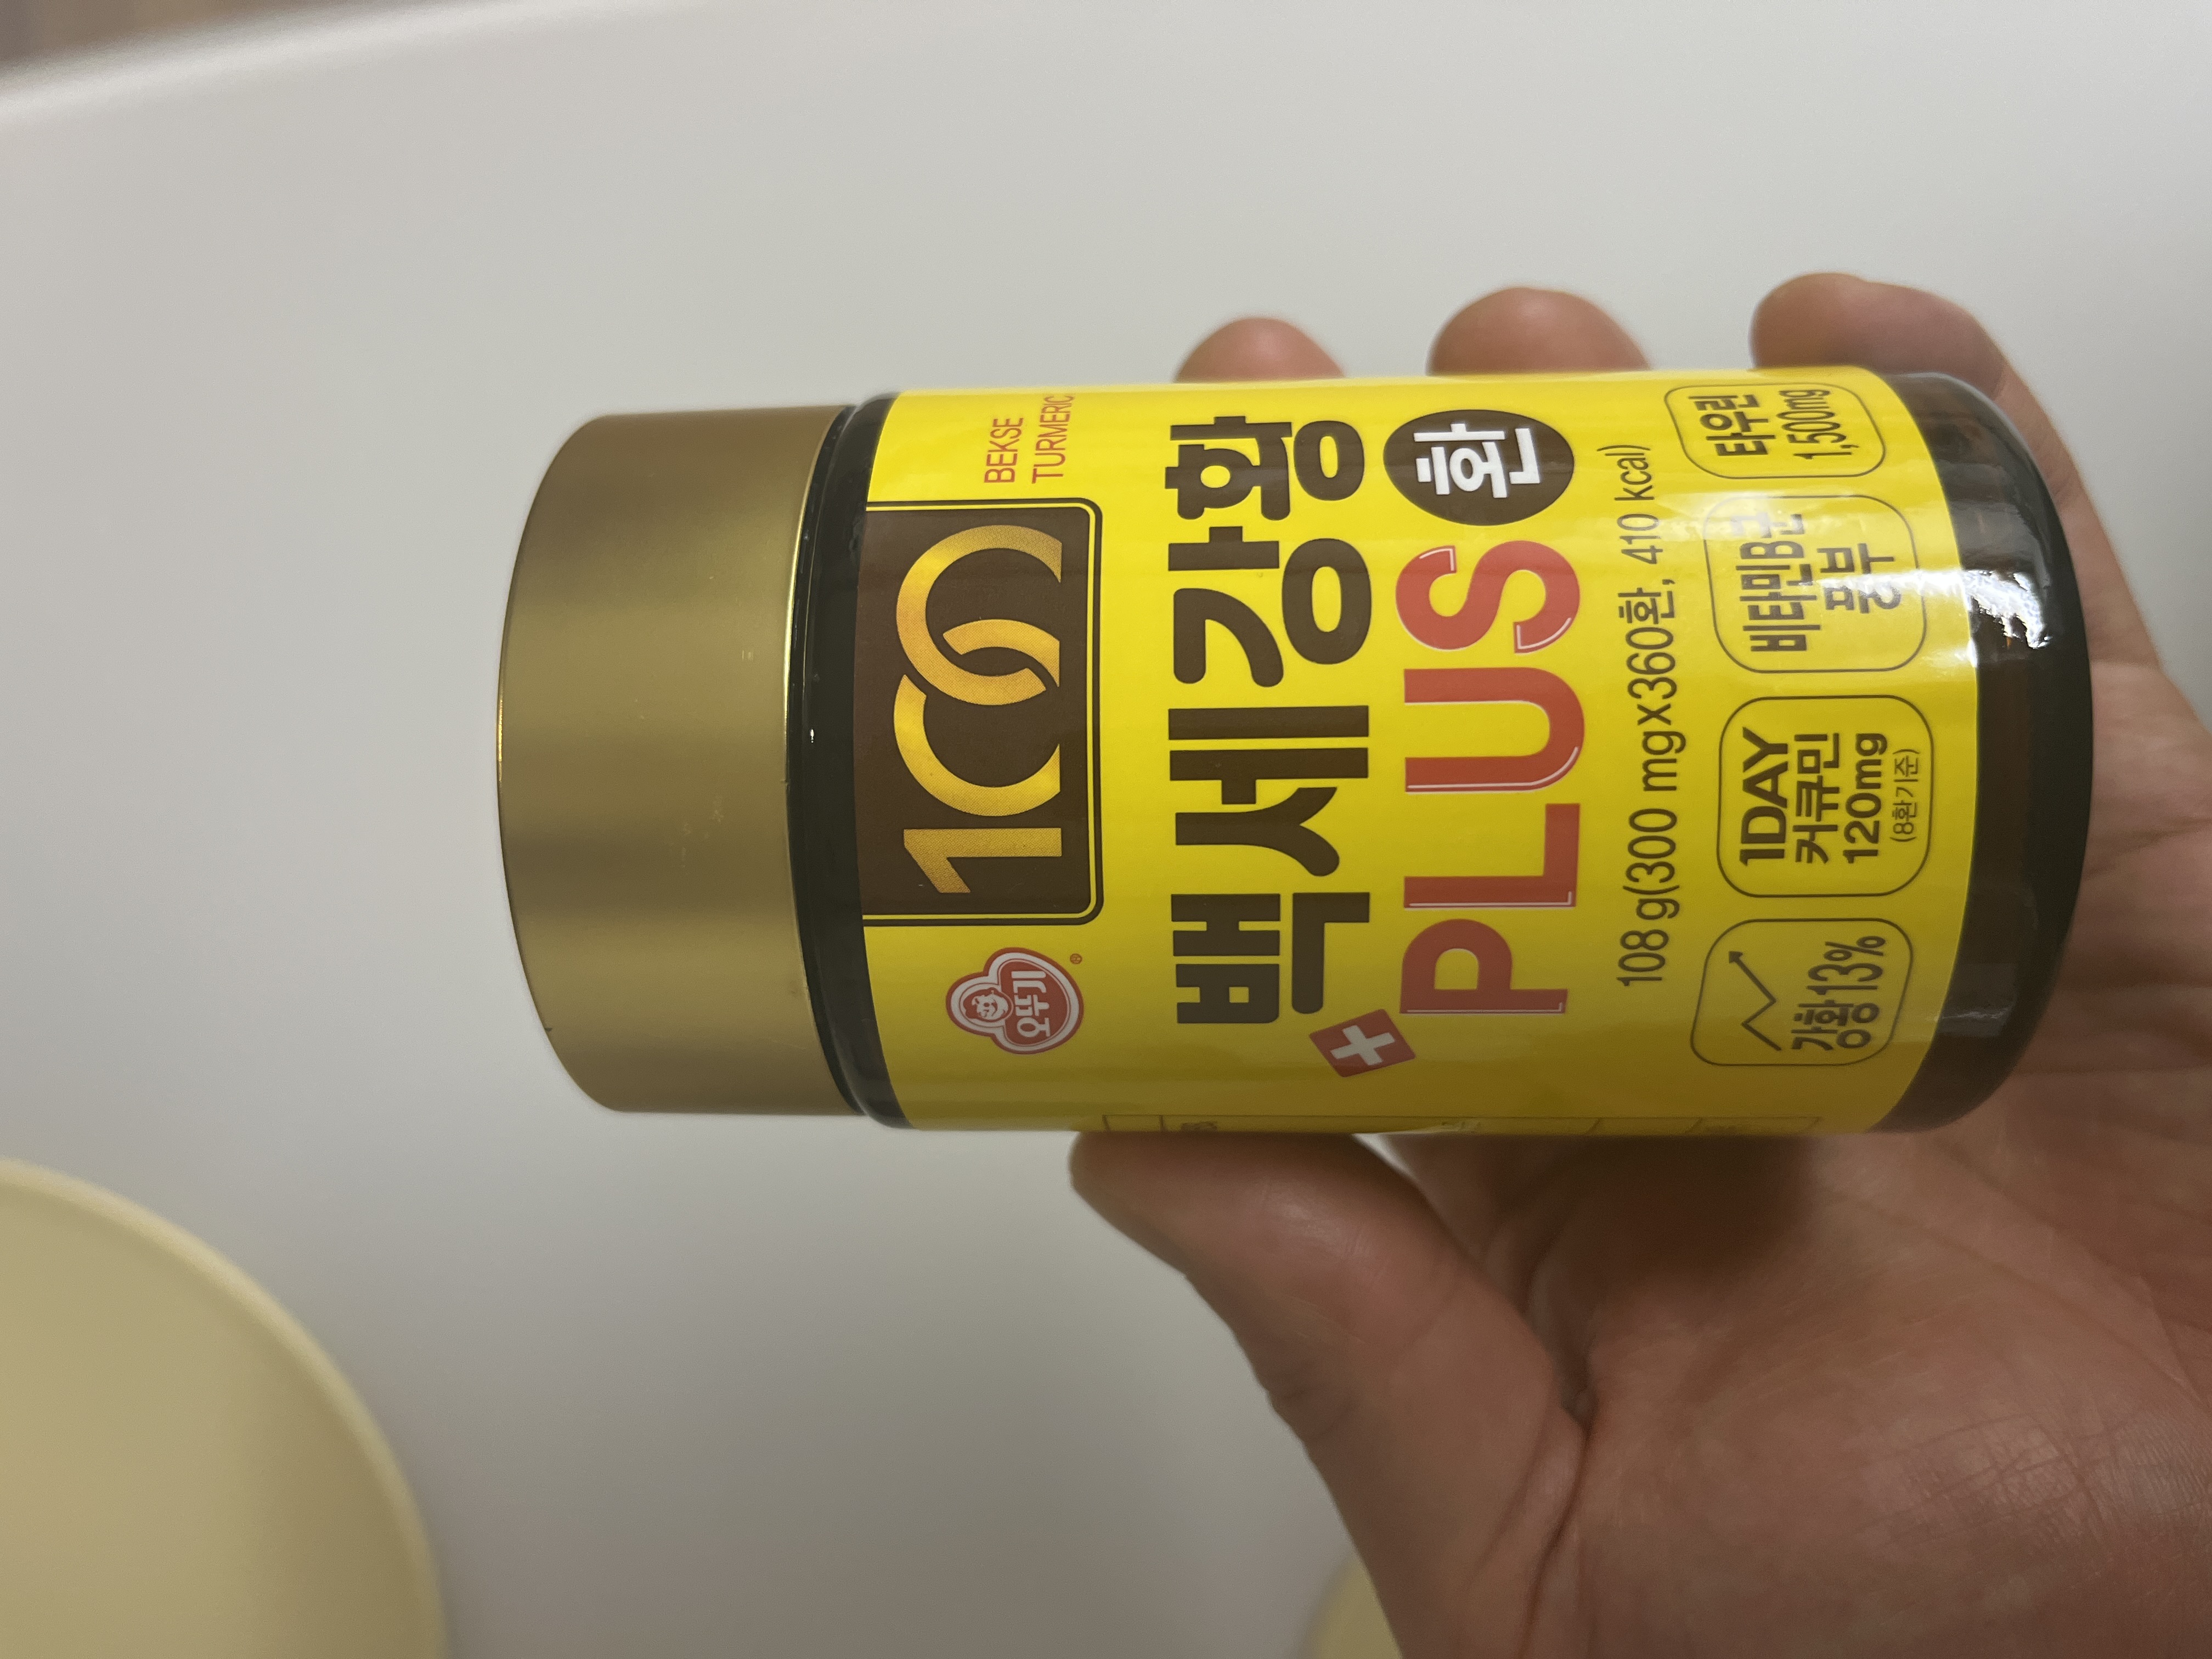 오뚜기
®
100
BEKSE
TURMERIC
백세강황
PLUS 환
108 g(300 mgx360환, 410 kcal)
강황13%
1DAY
커큐민
120mg
(8환기준)
비타민B군
풍부
타우린
1,500mg